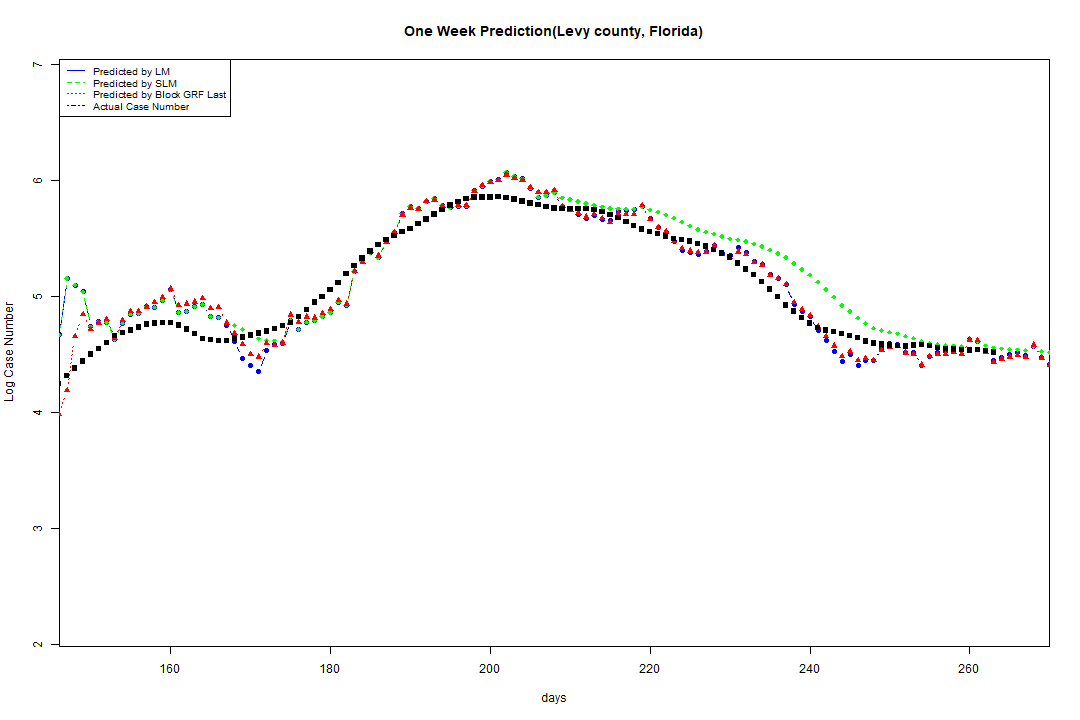 One Week Prediction(Levy county, Florida)
Predicted by LM
Predicted by SLM
Predicted by Block GRF Last
Actual Case Number
7
6
5
4
3
2
Log Case Number
160
180
200
220
240
260
days